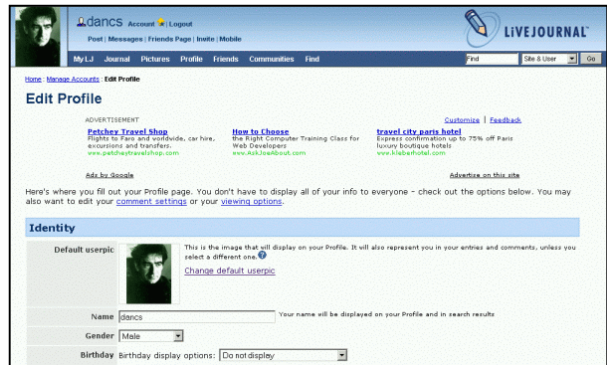 dancs Account | Logout
Post | Messages | Friends Page | Invite | Mobile
LiVEJOURNAL
My LJ Journal Pictures Profile Friends Communities Find
Find Site & User Go
Home: Manage Accounts: Edit Profile
Edit Profile
ADVERTISEMENT Customize | Feedback
Petchey Travel Shop
Flights to Faro and worldwide, car hire,
excursions and transfers.
www.petcheytravelshop.com
How to Choose
the Right Computer Training Class for
Web Developers
www.AskJoeAbout.com
travel city paris hotel
Express confirmation up to 75% off Paris
luxury boutique hotels
www.kleberhotel.com
Ads by Google Advertise on this site
Here's where you fill out your Profile page. You don't have to display all of your info to everyone - check out the options below. You may
also want to edit your comment settings or your viewing options.
Identity
Default userpic
This is the image that will display on your Profile. It will also represent you in your entries and comments, unless you
select a different one.
Change default userpic
Name dancs Your name will be displayed on your Profile and in search results
Gender Male
Birthday Birthday display options: Do not display